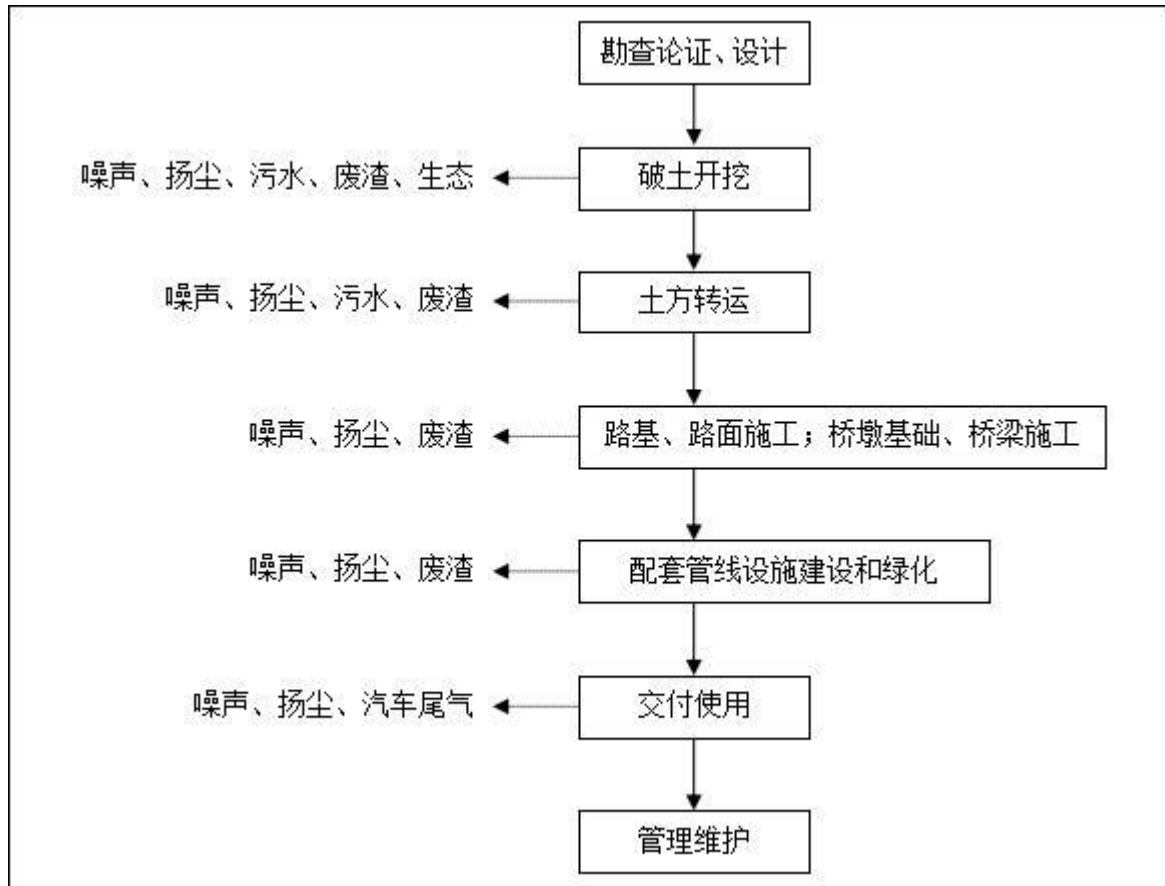 勘查论证、设计
噪声、扬尘、污水、废渣、生态
破土开挖
噪声、扬尘、污水、废渣
土方转运
噪声、扬尘、废渣
路基、路面施工；桥墩基础、桥梁施工
噪声、扬尘、废渣
配套管线设施建设和绿化
噪声、扬尘、汽车尾气
交付使用
管理维护